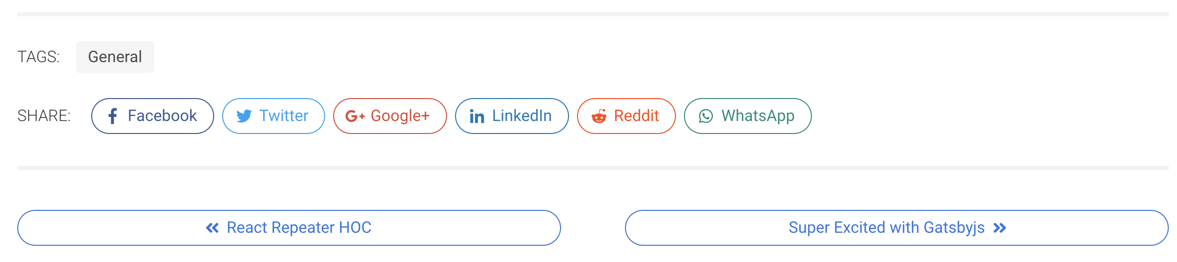 TAGS: General
SHARE: Facebook Twitter Google+ LinkedIn Reddit WhatsApp
React Repeater HOC Super Excited with Gatsbyjs